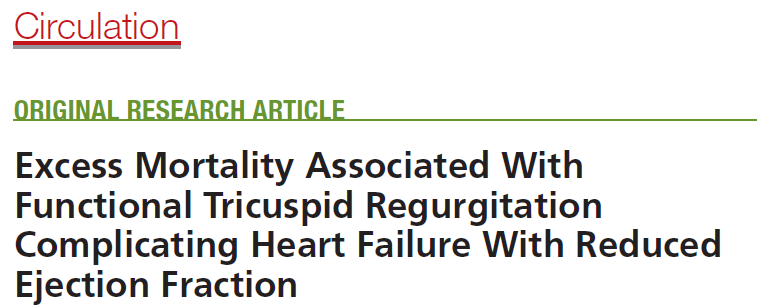 Circulation
ORIGINAL RESEARCH ARTICLE
Excess Mortality Associated With
Functional Tricuspid Regurgitation
Complicating Heart Failure With Reduced
Ejection Fraction